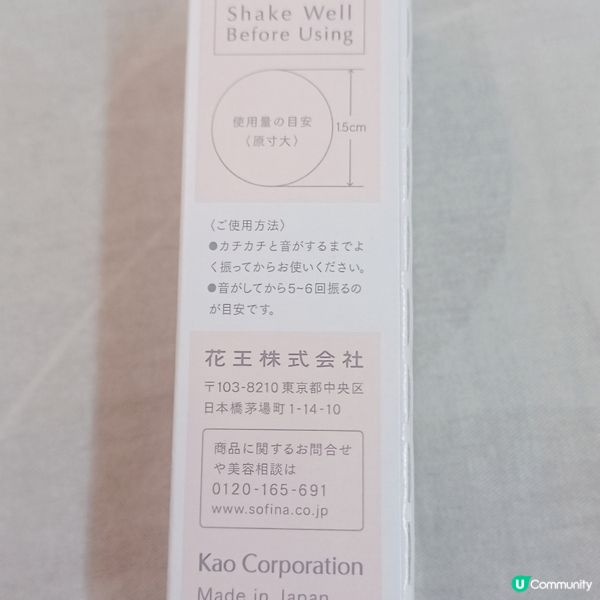 Shake Well
Before Using
使用量の目安
〈原寸大〉
1.5cm
〈ご使用方法〉
●カチカチと音がするまでよ
く振ってからお使いください。
●音がしてから5~6回振るの
が目安です。
花王株式会社
〒103-8210 東京都中央区
日本橋茅場町1-14-10
商品に関するお問合せ
や美容相談は
0120-165-691
www.sofina.co.jp
Kao Corporation
Made in Japan
U Community